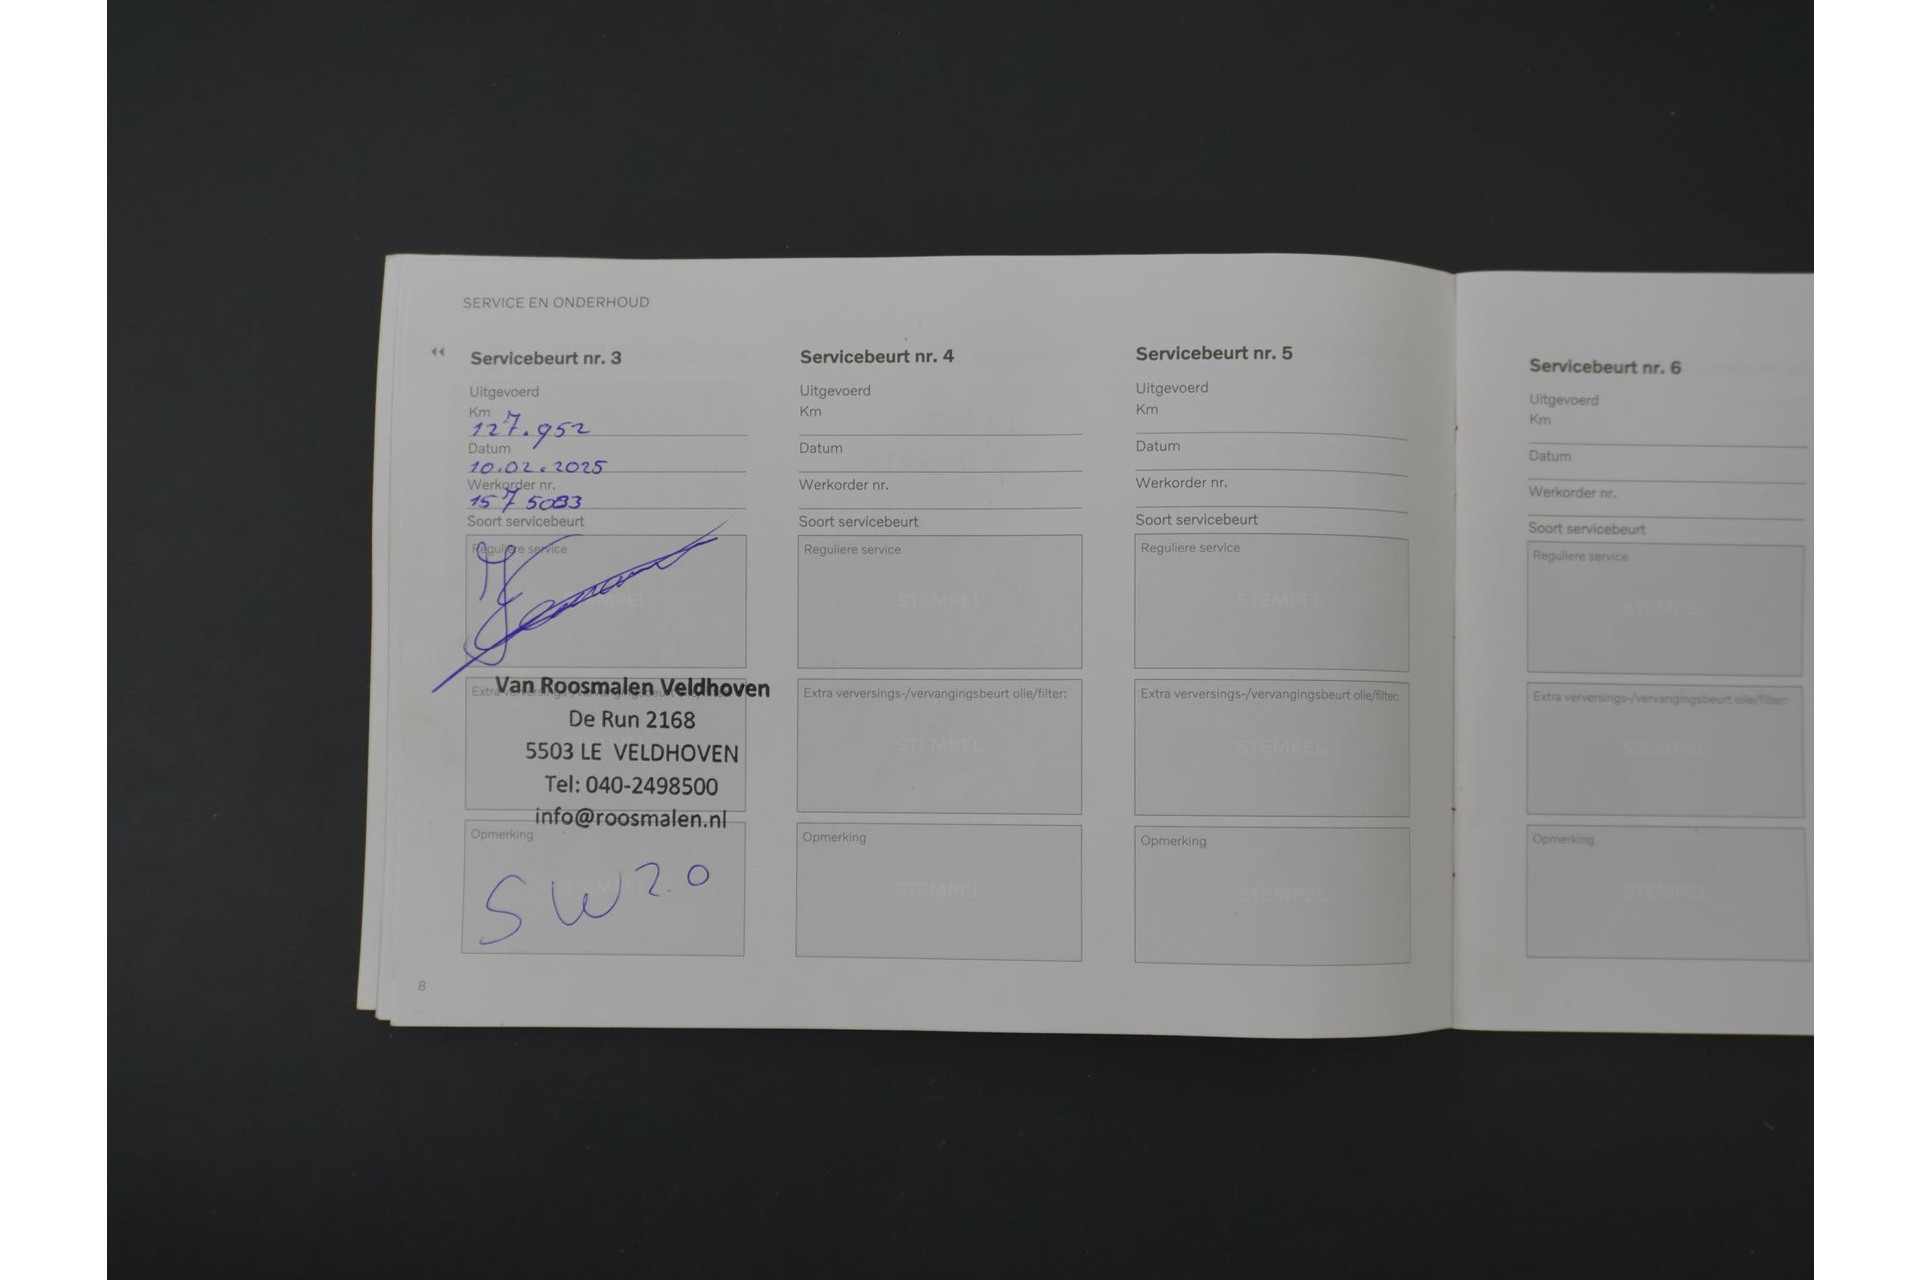 SERVICE EN ONDERHOUD
Servicebeurt nr. 3
Uitgevoerd
Km
127.952
Datum
10.02.2025
Werkorder nr.
1575083
Soort servicebeurt
Reguliere service
STEMPEL
Van Roosmalen Veldhoven
De Run 2168
5503 LE VELDHOVEN
Tel: 040-2498500
info@roosmalen.nl
Opmerking
SW 2.0
Servicebeurt nr. 4
Uitgevoerd
Km
Datum
Werkorder nr.
Soort servicebeurt
Reguliere service
STEMPEL
Extra verversings-/vervangingsbeurt olie/filter:
STEMPEL
Opmerking
STEMPEL
Servicebeurt nr. 5
Uitgevoerd
Km
Datum
Werkorder nr.
Soort servicebeurt
Reguliere service
STEMPEL
Extra verversings-/vervangingsbeurt olie/filter:
STEMPEL
Opmerking
STEMPEL
8
Servicebeurt nr. 6
Uitgevoerd
Km
Datum
Werkorder nr.
Soort servicebeurt
Reguliere service
STEMPEL
Extra verversings-/vervangingsbeurt olie/filter:
STEMPEL
Opmerking
STEMPEL